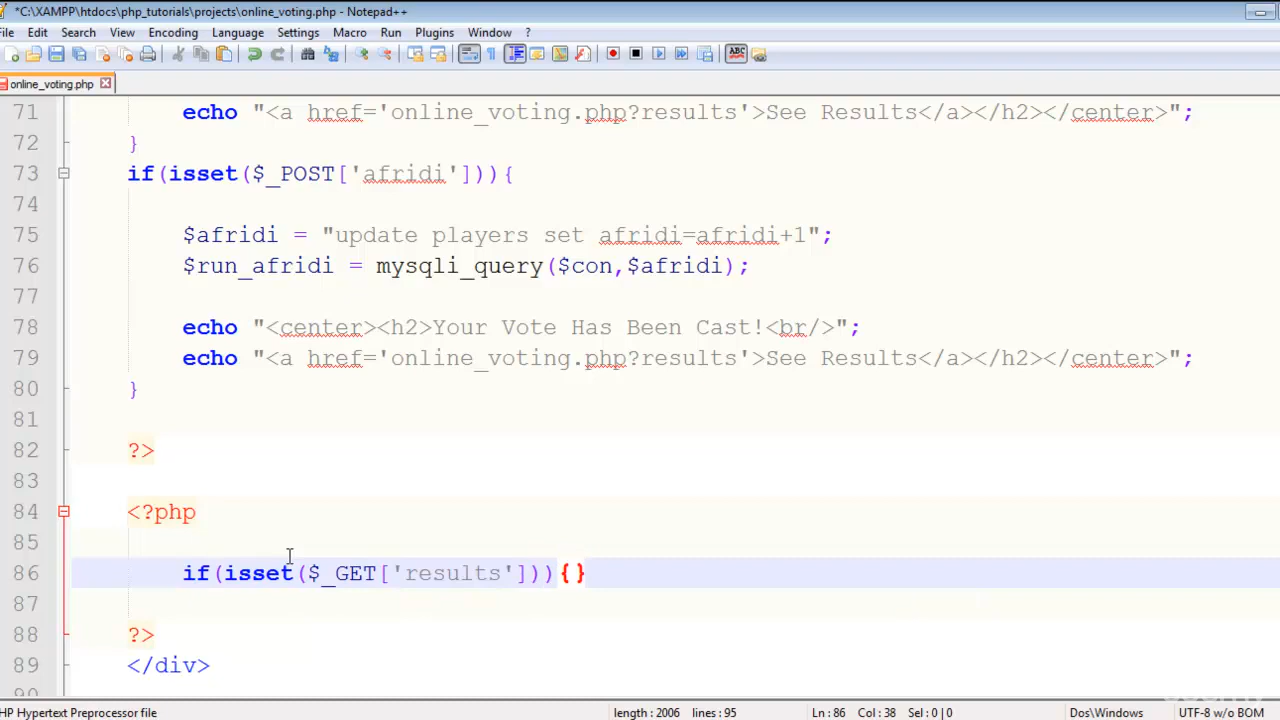 *C:\XAMPP\htdocs\php_tutorials\projects\online_voting.php - Notepad++
File Edit Search View Encoding Language Settings Tools Macro Run Plugins Window ?
online_voting.php
71 echo "<a href='online_voting.php?results'>See Results</a></h2></center>";
72 }
73 if(isset($_POST['afridi'])){
74
75 $afridi = "update players set afridi=afridi+1";
76 $run_afridi = mysqli_query($con,$afridi);
77
78 echo "<center><h2>Your Vote Has Been Cast!<br/>";
79 echo "<a href='online_voting.php?results'>See Results</a></h2></center>";
80 }
81
82 ?>
83
84 <?php
85
86 if(isset($_GET['results'])){}
87
88 ?>
89 </div>
90
HP Hypertext Preprocessor file length : 2006 lines : 95 Ln : 86 Col : 38 Sel : 0 | 0 Dos\Windows UTF-8 w/o BOM